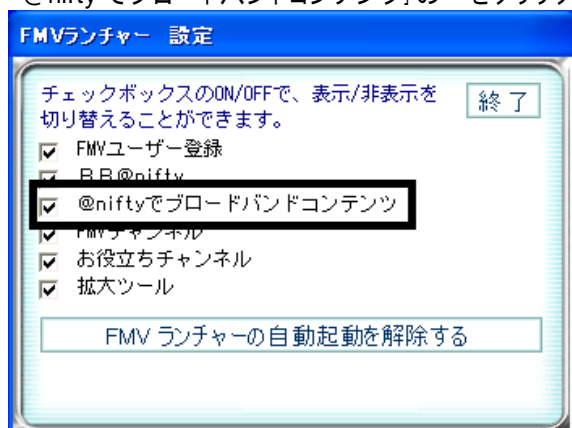 FMVランチャー 設定
チェックボックスのON/OFFで、表示/非表示を
切り替えることができます。
終了
FMVユーザー登録
ＢＢ@nifty
@niftyでブロードバンドコンテンツ
FMVチャンネル
お役立ちチャンネル
拡大ツール
FMV ランチャーの自動起動を解除する